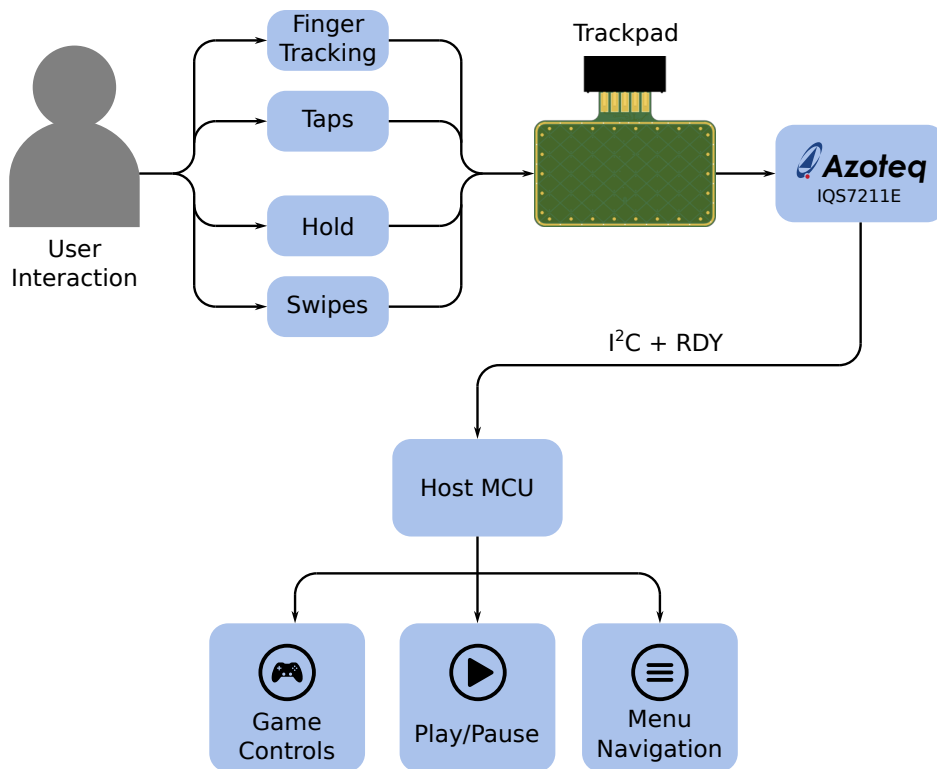 Finger
Tracking
Trackpad
Taps
Azoteq
IQS7211E
Hold
User
Interaction
Swipes
I²C + RDY
Host MCU
Game
Controls
Play/Pause
Menu
Navigation